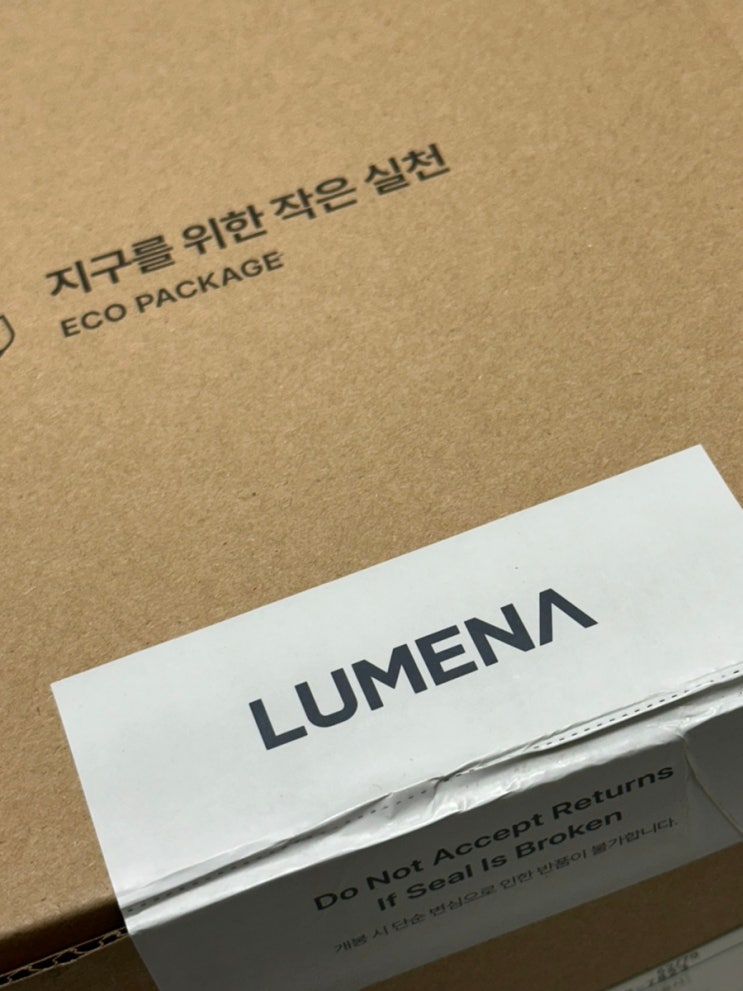 지구를 위한 작은 실천
ECO PACKAGE
LUMENA
Do Not Accept Returns
If Seal Is Broken
개봉 시 단순 변심으로 인한 반품이 불가합니다.